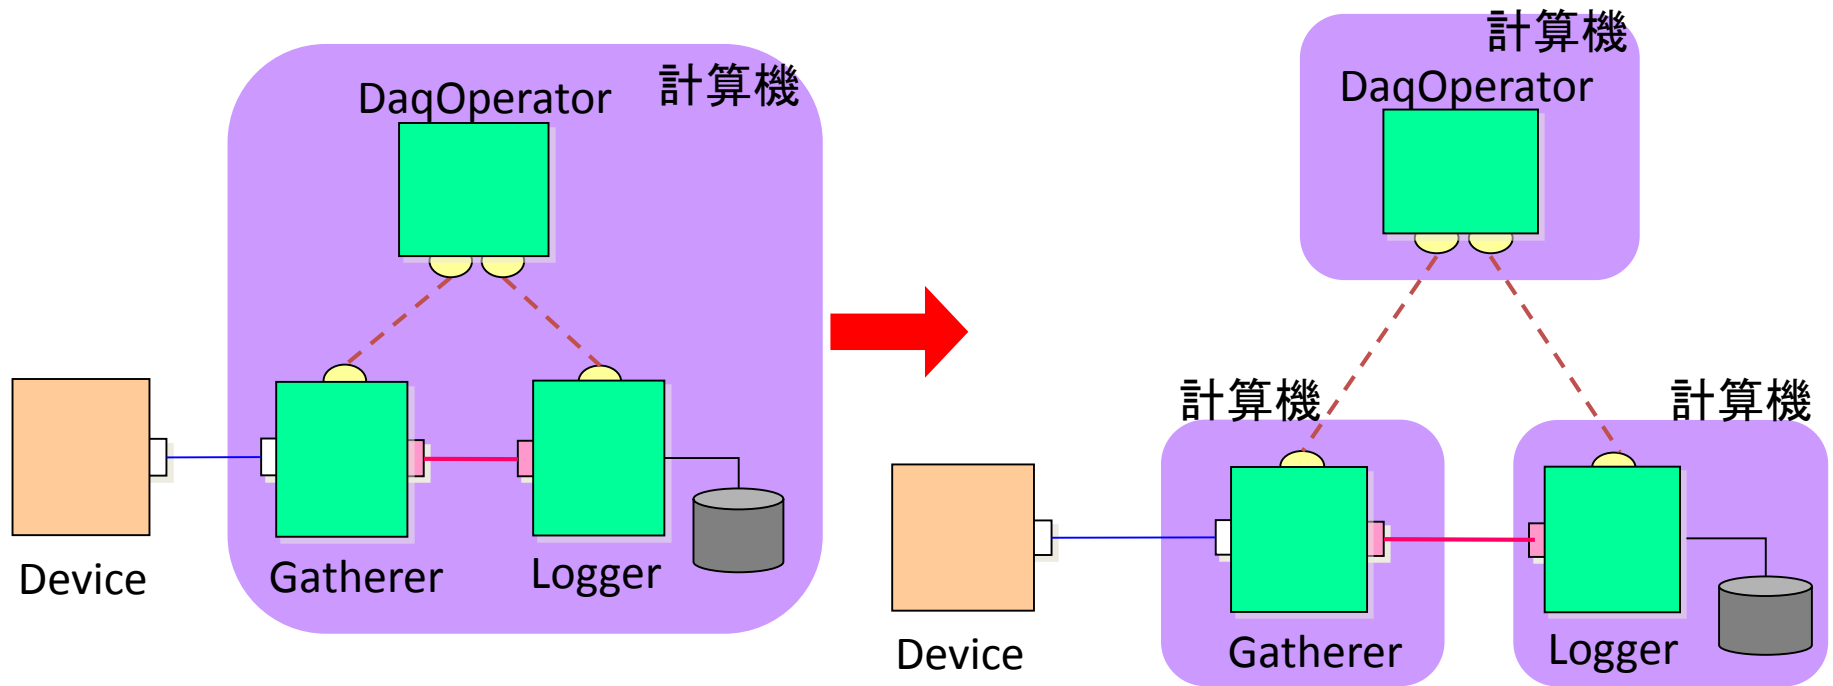 計算機
DaqOperator
Device
Gatherer
Logger
計算機
DaqOperator
計算機
計算機
Device
Gatherer
Logger